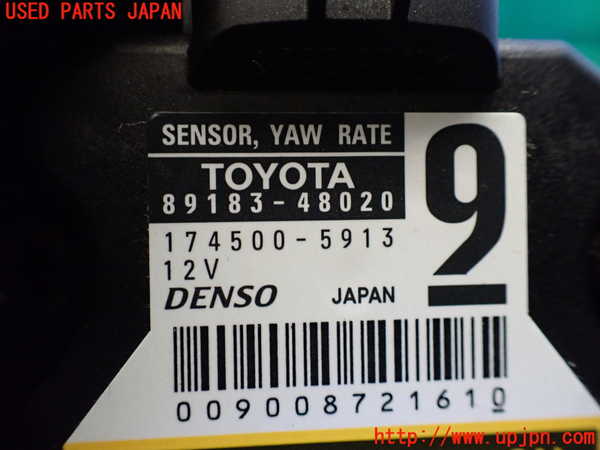 USED PARTS JAPAN
SENSOR, YAW RATE
TOYOTA
89183-48020
9
174500-5913
12V
DENSO JAPAN
009008721610
http://www.upjpn.com/